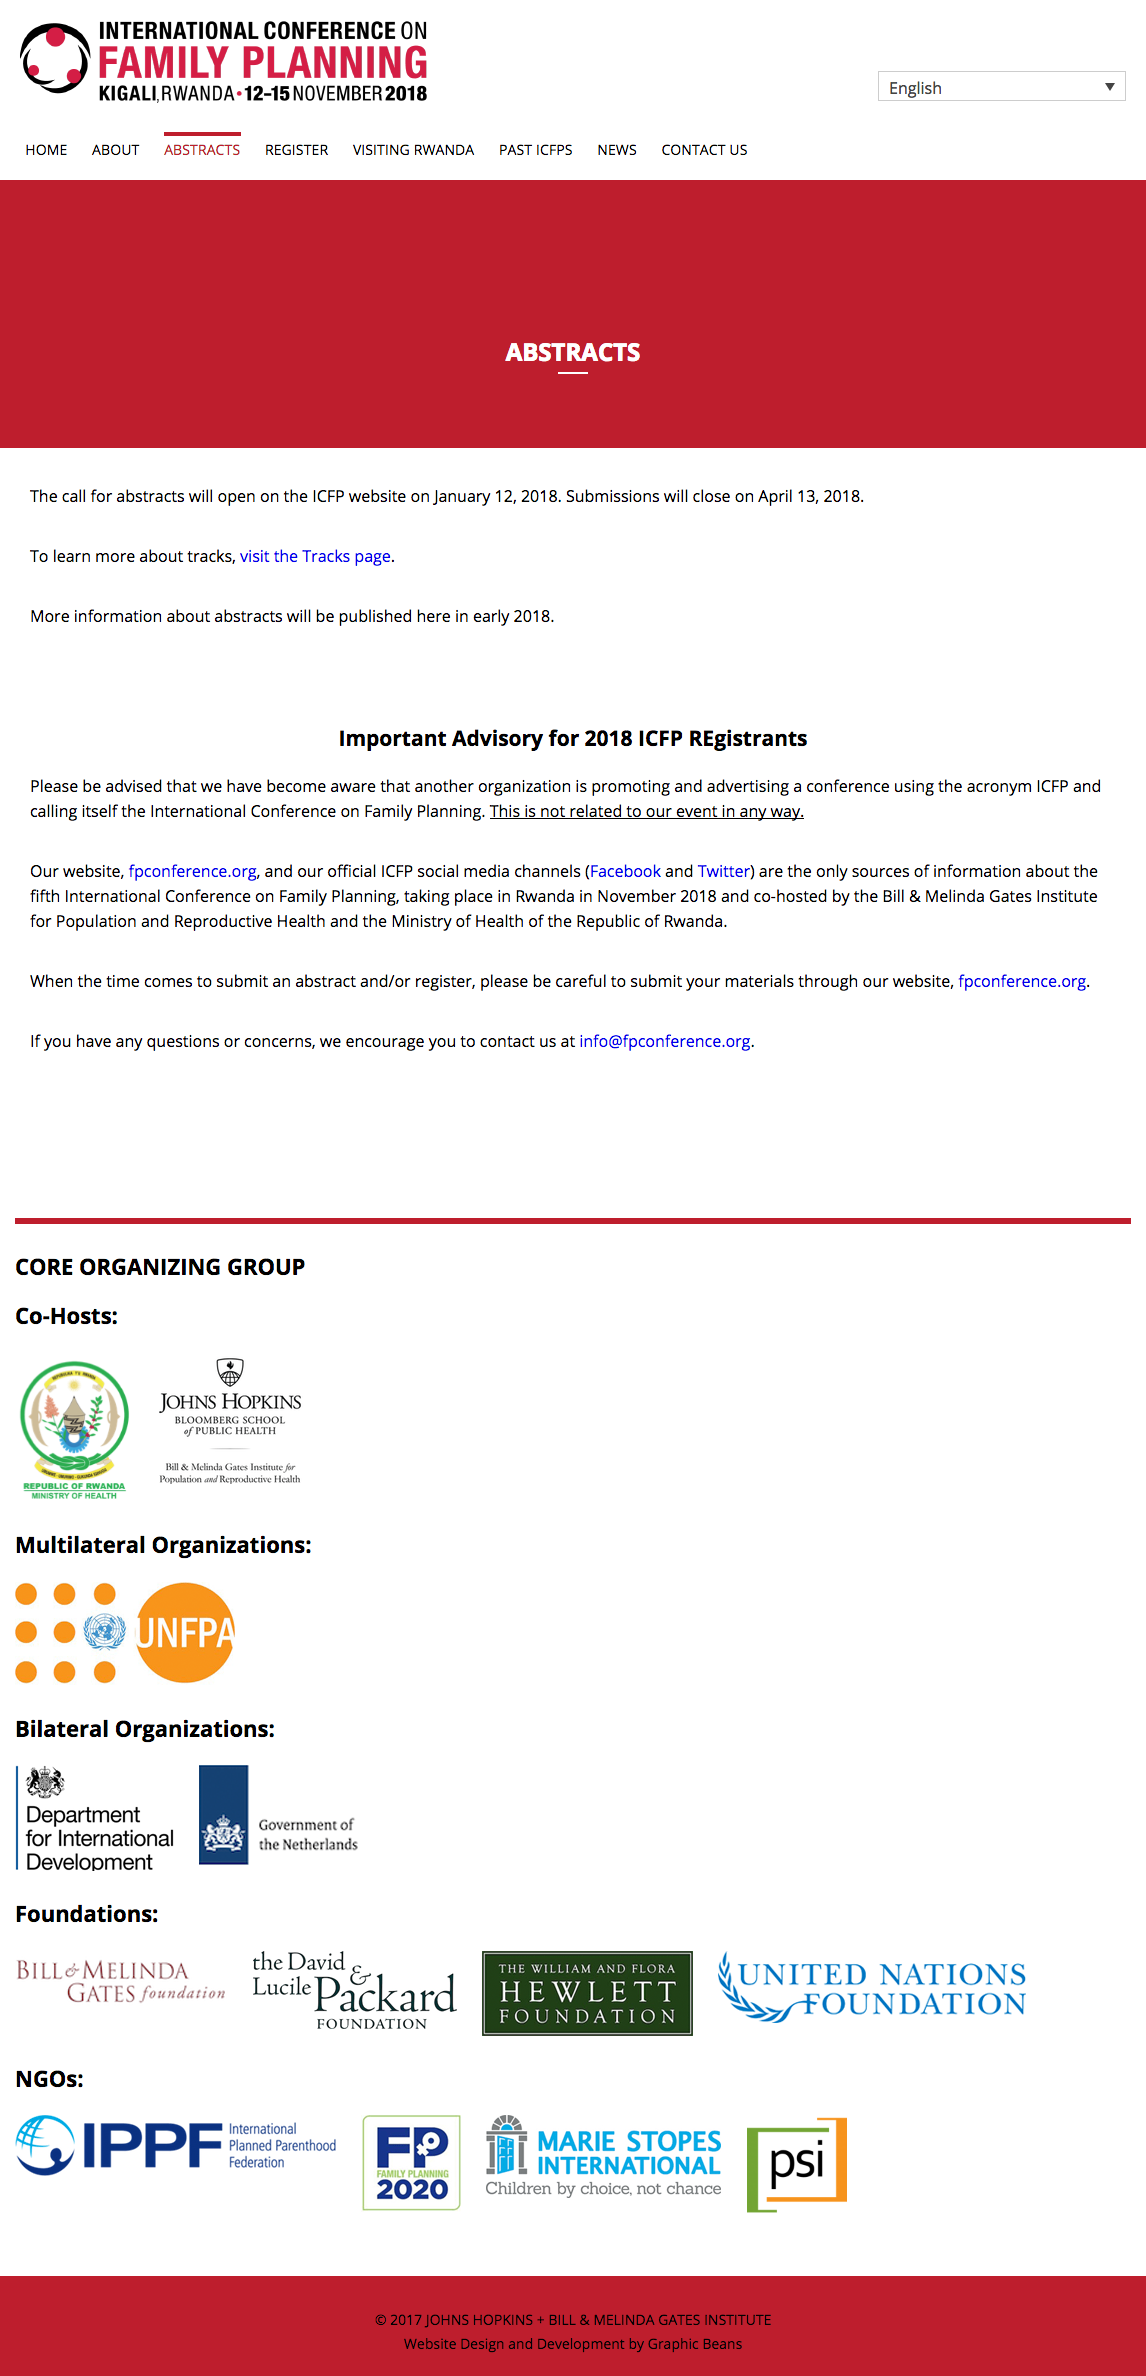 INTERNATIONAL CONFERENCE ON
FAMILY PLANNING
KIGALI, RWANDA • 12-15 NOVEMBER 2018
English
HOME ABOUT ABSTRACTS REGISTER VISITING RWANDA PAST ICFPS NEWS CONTACT US
ABSTRACTS
The call for abstracts will open on the ICFP website on January 12, 2018. Submissions will close on April 13, 2018.
To learn more about tracks, visit the Tracks page.
More information about abstracts will be published here in early 2018.
Important Advisory for 2018 ICFP REgistrants
Please be advised that we have become aware that another organization is promoting and advertising a conference using the acronym ICFP and
calling itself the International Conference on Family Planning. This is not related to our event in any way.
Our website, fpconference.org, and our official ICFP social media channels (Facebook and Twitter) are the only sources of information about the
fifth International Conference on Family Planning, taking place in Rwanda in November 2018 and co-hosted by the Bill & Melinda Gates Institute
for Population and Reproductive Health and the Ministry of Health of the Republic of Rwanda.
When the time comes to submit an abstract and/or register, please be careful to submit your materials through our website, fpconference.org.
If you have any questions or concerns, we encourage you to contact us at info@fpconference.org.
CORE ORGANIZING GROUP
Co-Hosts:
REPUBLIC OF RWANDA
MINISTRY OF HEALTH
JOHNS HOPKINS
BLOOMBERG SCHOOL
of PUBLIC HEALTH
Bill & Melinda Gates Institute for
Population and Reproductive Health
Multilateral Organizations:
UNFPA
Bilateral Organizations:
Department
for International
Development
Government of
the Netherlands
Foundations:
BILL & MELINDA
GATES foundation
the David
& Lucile Packard
FOUNDATION
THE WILLIAM AND FLORA
HEWLETT
FOUNDATION
UNITED NATIONS
FOUNDATION
NGOs:
IPPF
International
Planned Parenthood
Federation
FP
FAMILY PLANNING
2020
MARIE STOPES
INTERNATIONAL
Children by choice, not chance
psi
© 2017 JOHNS HOPKINS + BILL & MELINDA GATES INSTITUTE
Website Design and Development by Graphic Beans